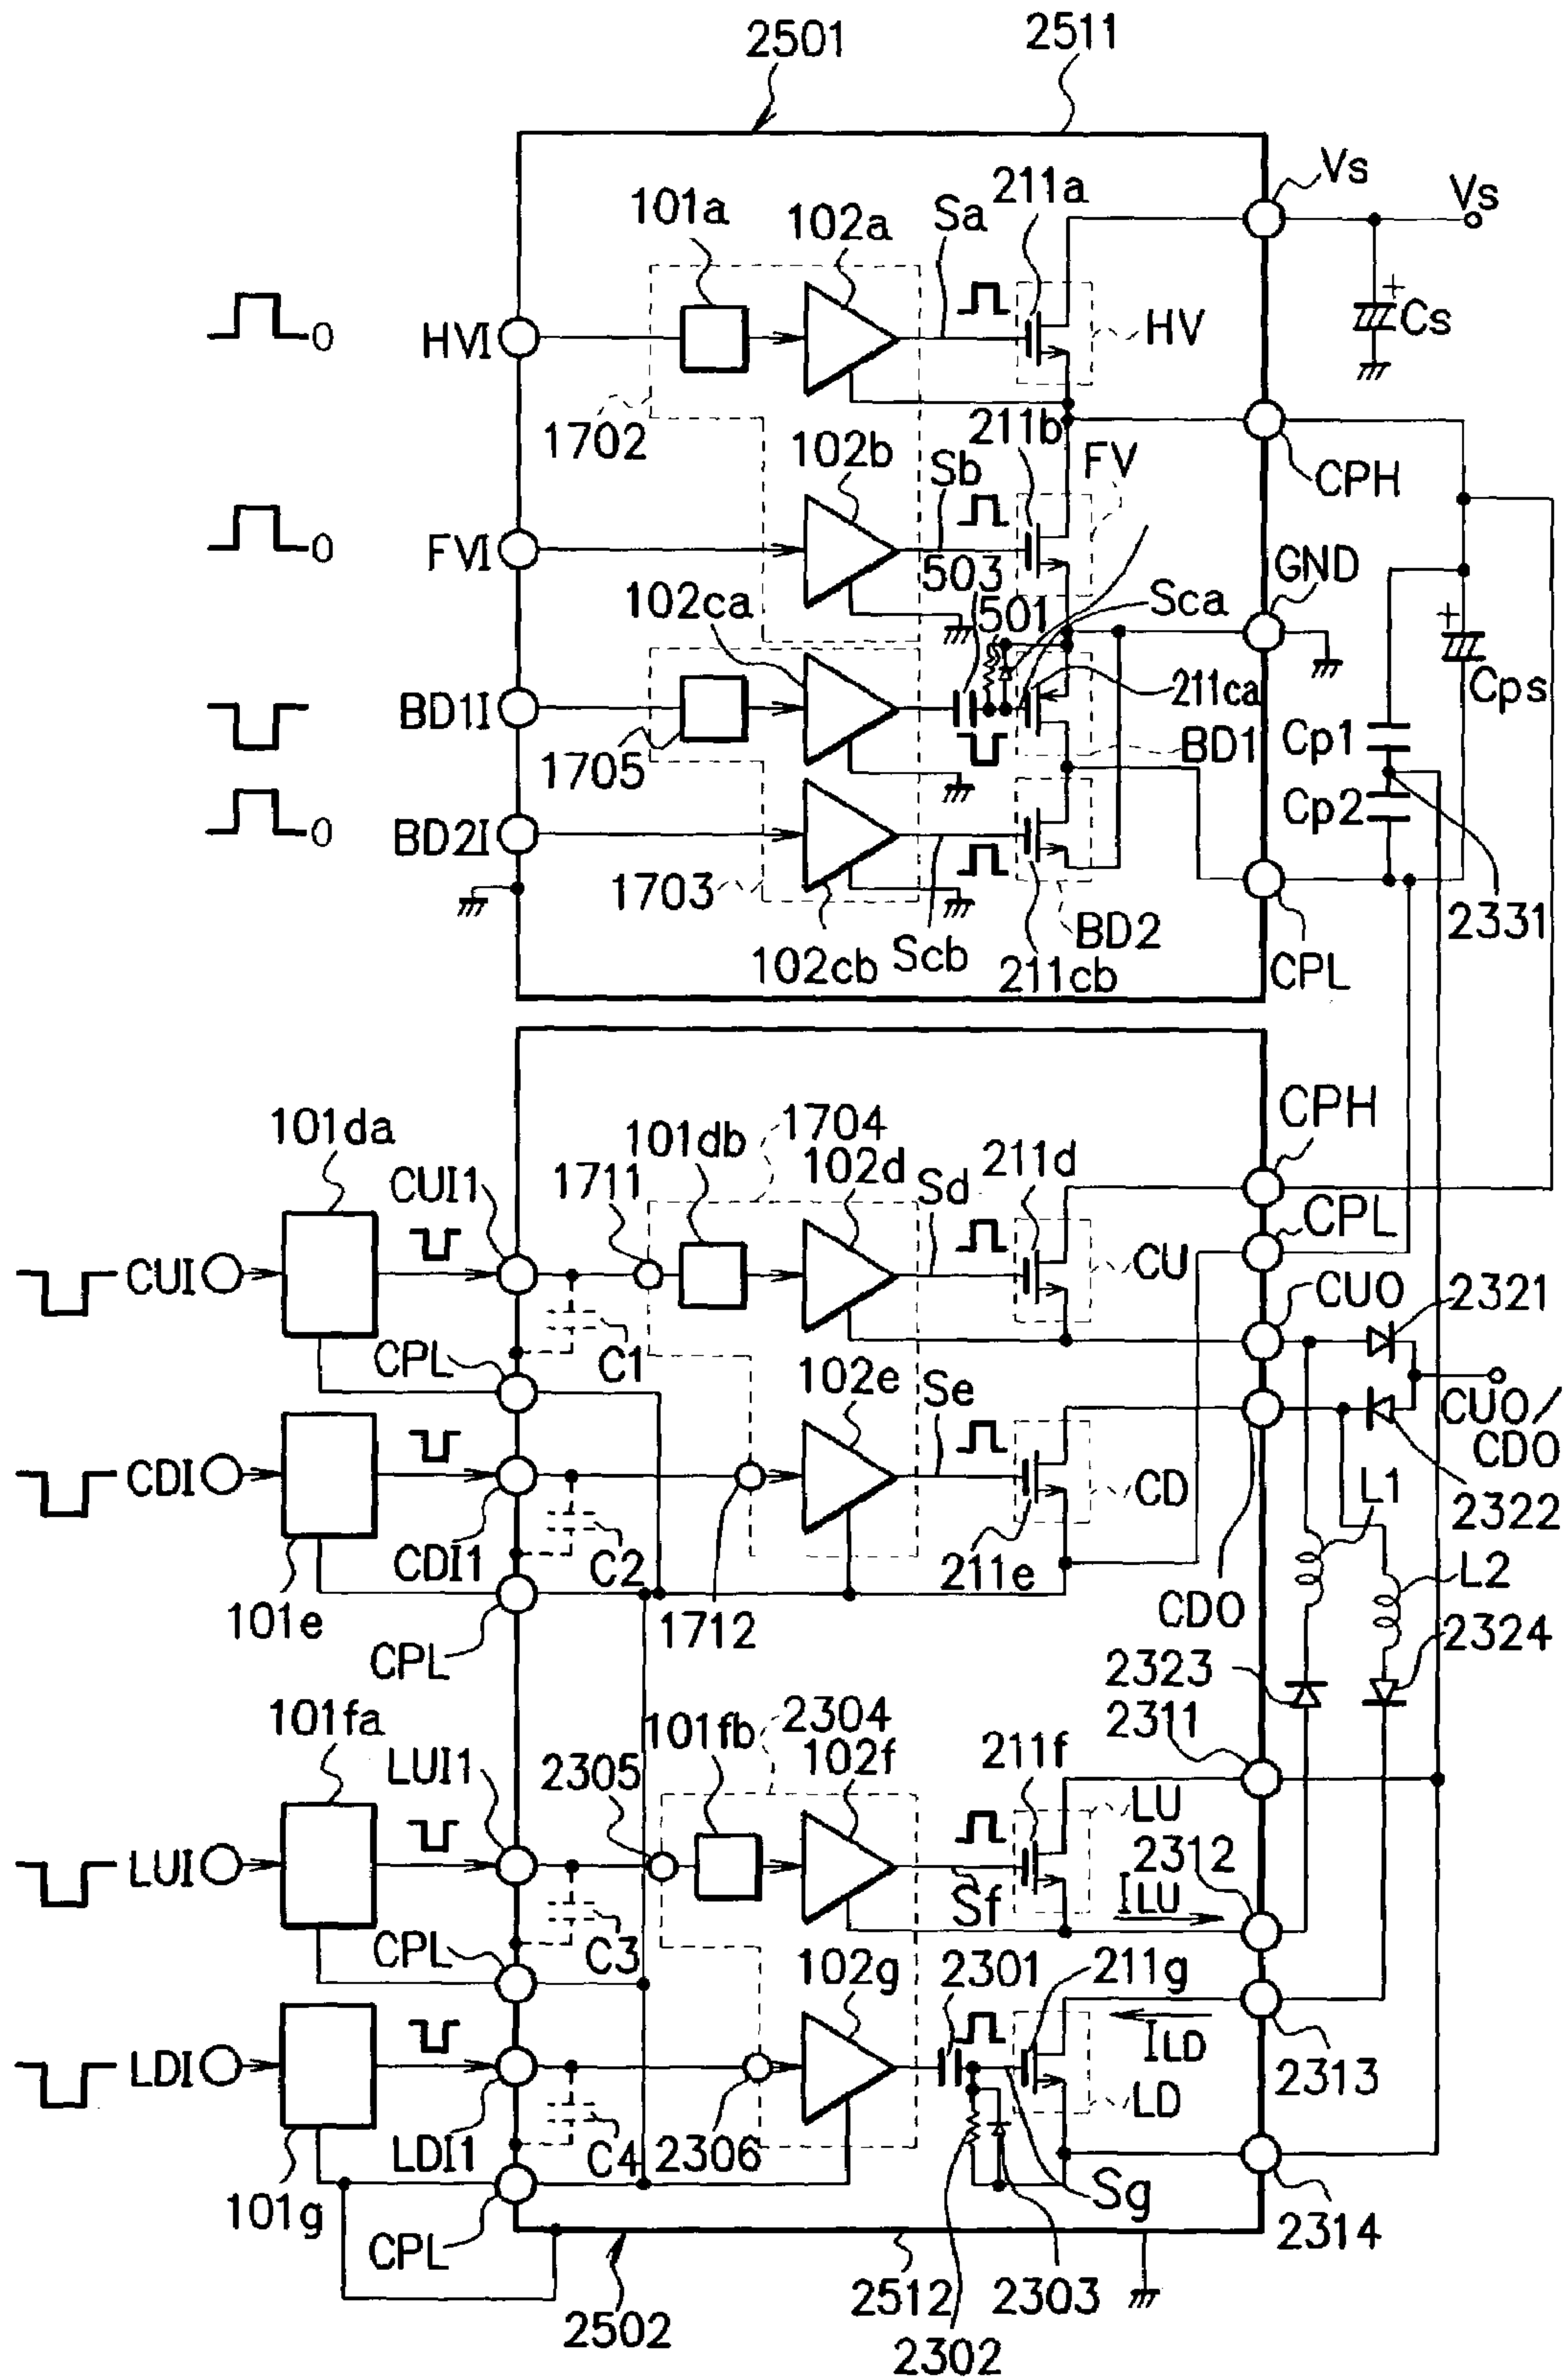 2501
2511
Vs
Vs
101a
102a
Sa
211a
HVI
0
HV
+
Cs
1702
102b
Sb
211b
FV
CPH
FVI
0
503
501
Sca
GND
102ca
211ca
+
Cps
BD1I
1705
BD1
Cp1
Cp2
BD2I
0
1703
102cb
Scb
BD2
211cb
2331
CPL
101da
CUI1
1711
101db
1704
102d
Sd
211d
CPH
CPL
CUI
CU
CUO
2321
CPL
C1
102e
Se
CUO/
CDO
CDI
CD
L1
2322
CDI1
C2
211e
L2
101e
1712
CDO
CPL
2323
2324
101fa
2304
2311
101fb
LUI1
2305
102f
211f
LU
2312
LUI
Sf
ILU
CPL
C3
102g
2301
211g
ILD
LDI
2313
LD
LDI1
C4
2306
Sg
101g
CPL
2314
2502
2512
2303
2302